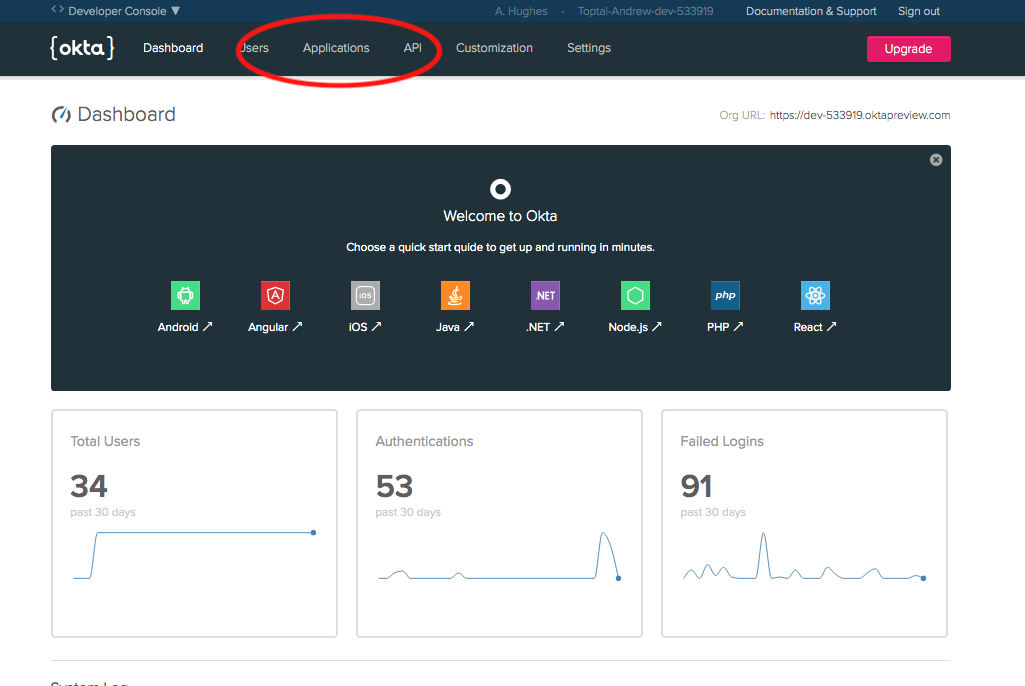 <> Developer Console ▼ A. Hughes · Toptal-Andrew-dev-533919 Documentation & Support Sign out
{okta} Dashboard Users Applications API Customization Settings Upgrade
Dashboard Org URL: https://dev-533919.oktapreview.com
Welcome to Okta
Choose a quick start guide to get up and running in minutes.
iOS .NET php
Android ↗ Angular ↗ iOS ↗ Java ↗ .NET ↗ Node.js ↗ PHP ↗ React ↗
Total Users Authentications Failed Logins
34 53 91
past 30 days past 30 days past 30 days
System Log